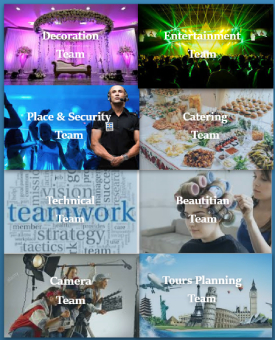 Decoration
Team
Entertainment
Team
Place & Security
Team
Catering
Team
Technical
Team
mission
vision
success
teamwork
member
strategy
tactics
Beautitian
Team
Camera
Team
Tours Planning
Team